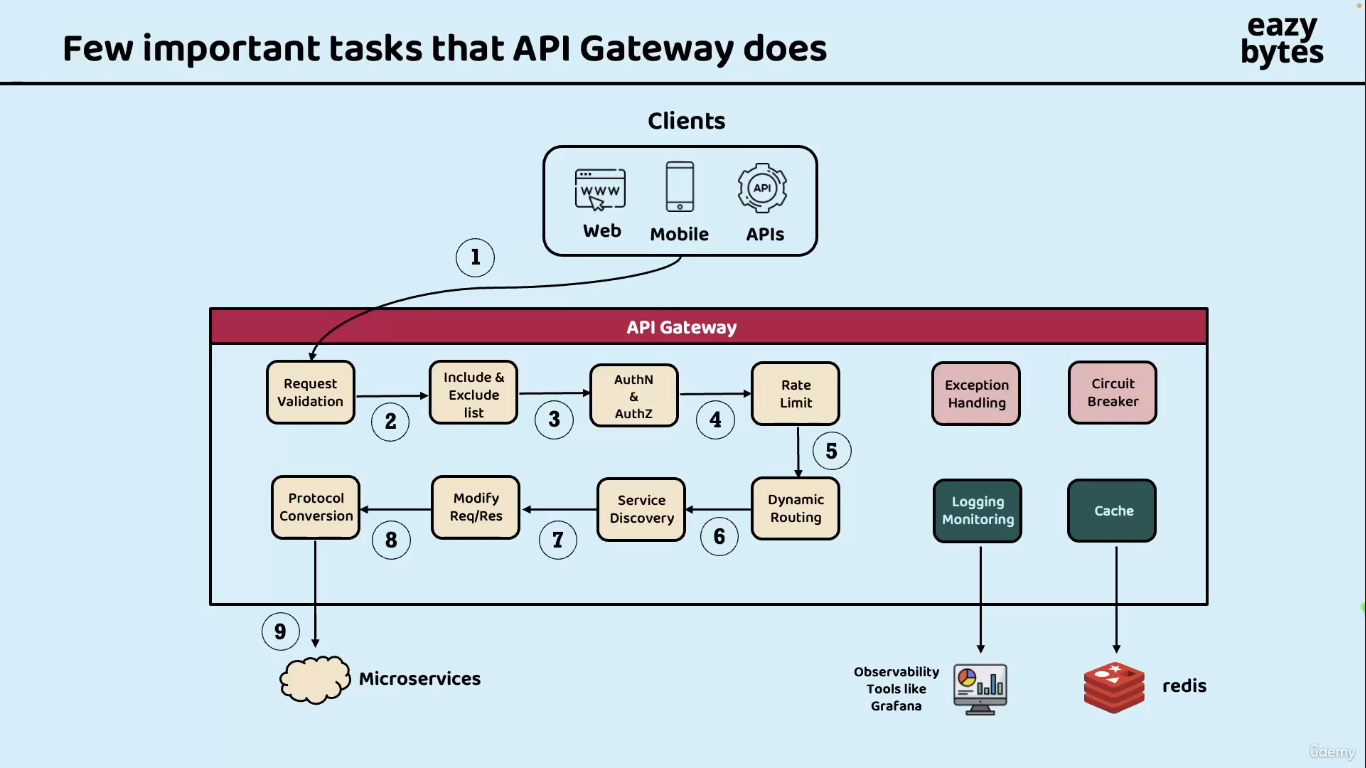 Few important tasks that API Gateway does
eazy
bytes
Clients
WWW
API
Web
Mobile
APIs
1
API Gateway
Request
Validation
2
Include &
Exclude
list
3
AuthN
&
AuthZ
4
Rate
Limit
5
Exception
Handling
Circuit
Breaker
Dynamic
Routing
6
Service
Discovery
7
Modify
Req/Res
8
Protocol
Conversion
Logging
Monitoring
Cache
9
Microservices
Observability
Tools like
Grafana
redis
ûdemy